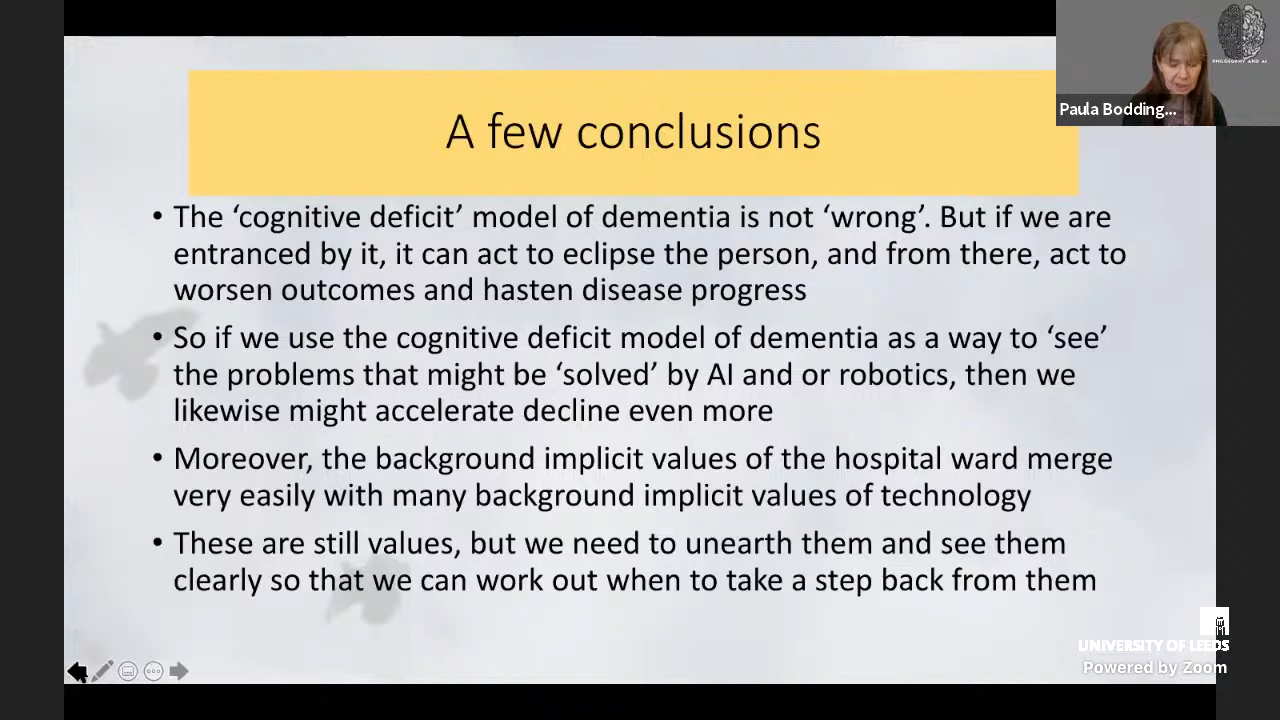 PHILOSOPHY AND AI
Paula Bodding...
A few conclusions
• The ‘cognitive deficit’ model of dementia is not ‘wrong’. But if we are
entranced by it, it can act to eclipse the person, and from there, act to
worsen outcomes and hasten disease progress
• So if we use the cognitive deficit model of dementia as a way to ‘see’
the problems that might be ‘solved’ by AI and or robotics, then we
likewise might accelerate decline even more
• Moreover, the background implicit values of the hospital ward merge
very easily with many background implicit values of technology
• These are still values, but we need to unearth them and see them
clearly so that we can work out when to take a step back from them
UNIVERSITY OF LEEDS
Powered by Zoom